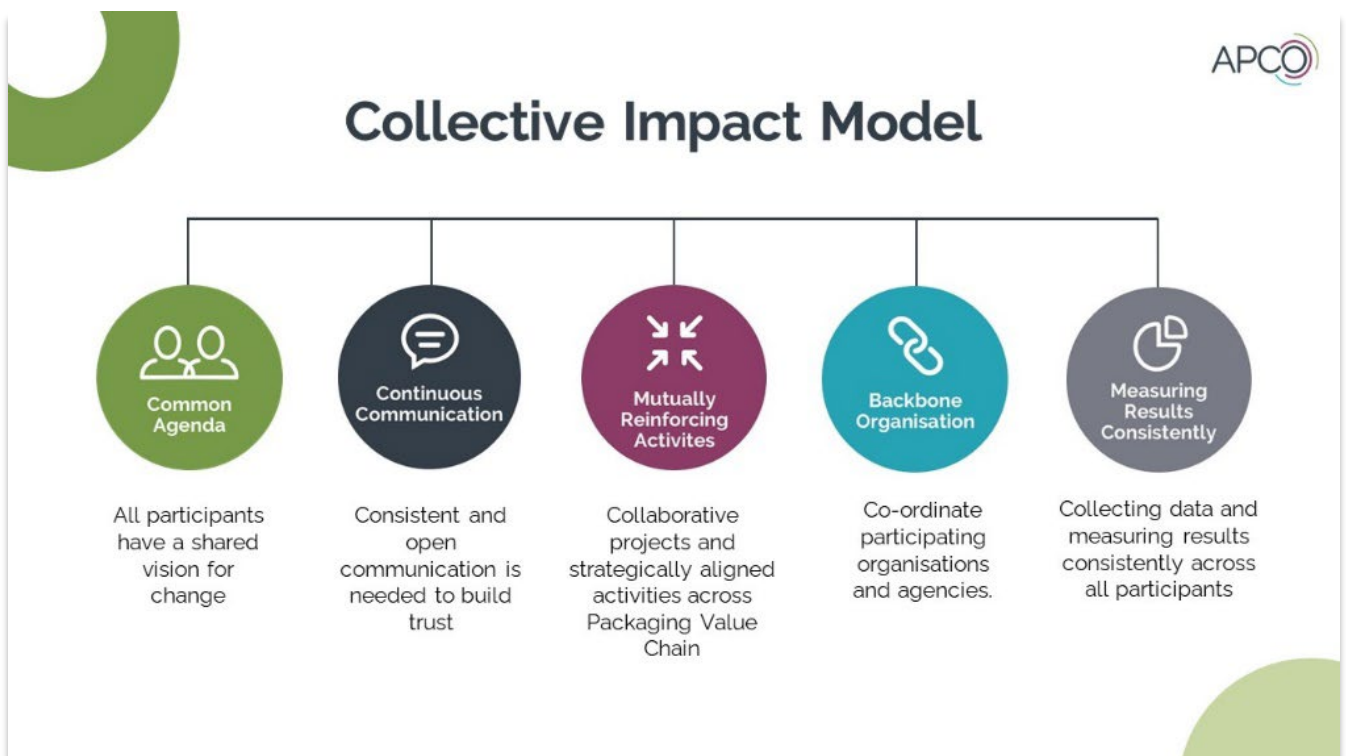 APCO
Collective Impact Model
Common
Agenda
All participants
have a shared
vision for
change
Continuous
Communication
Consistent and
open
communication is
needed to build
trust
Mutually
Reinforcing
Activites
Collaborative
projects and
strategically aligned
activities across
Packaging Value
Chain
Backbone
Organisation
Co-ordinate
participating
organisations
and agencies.
Measuring
Results
Consistently
Collecting data and
measuring results
consistently across
all participants